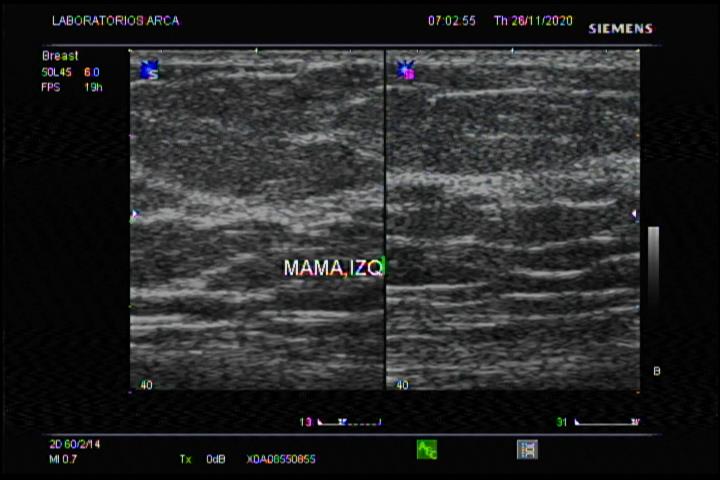 LABORATORIOS ARCA
07:02:55 Th 26/11/2020
SIEMENS
Breast
50L45 6.0
FPS 19h
S
MAMA,IZQ
40
40
B
13
31
2D 60/2/14
MI 0.7
Tx 0dB XDA08550855